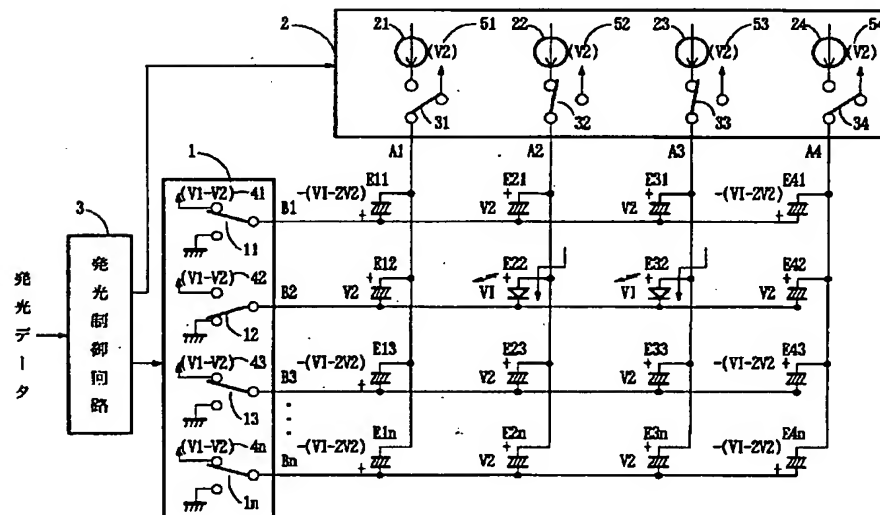 2
21
(V2)
51
22
(V2)
52
23
(V2)
53
24
(V2)
54
31
32
33
34
A1
A2
A3
A4
1
3
発光データ
発光制御回路
(V1-V2)
41
11
B1
-(V1-2V2)
E11
+
E21
+
V2
E31
+
V2
-(V1-2V2)
E41
+
(V1-V2)
42
12
B2
E12
+
V2
E22
+
V1
E32
+
V1
E42
+
V2
(V1-V2)
43
13
B3
-(V1-2V2)
E13
+
E23
+
V2
E33
+
V2
-(V1-2V2)
E43
+
(V1-V2)
4n
1n
Bn
-(V1-2V2)
E1n
+
E2n
+
V2
E3n
+
V2
-(V1-2V2)
E4n
+